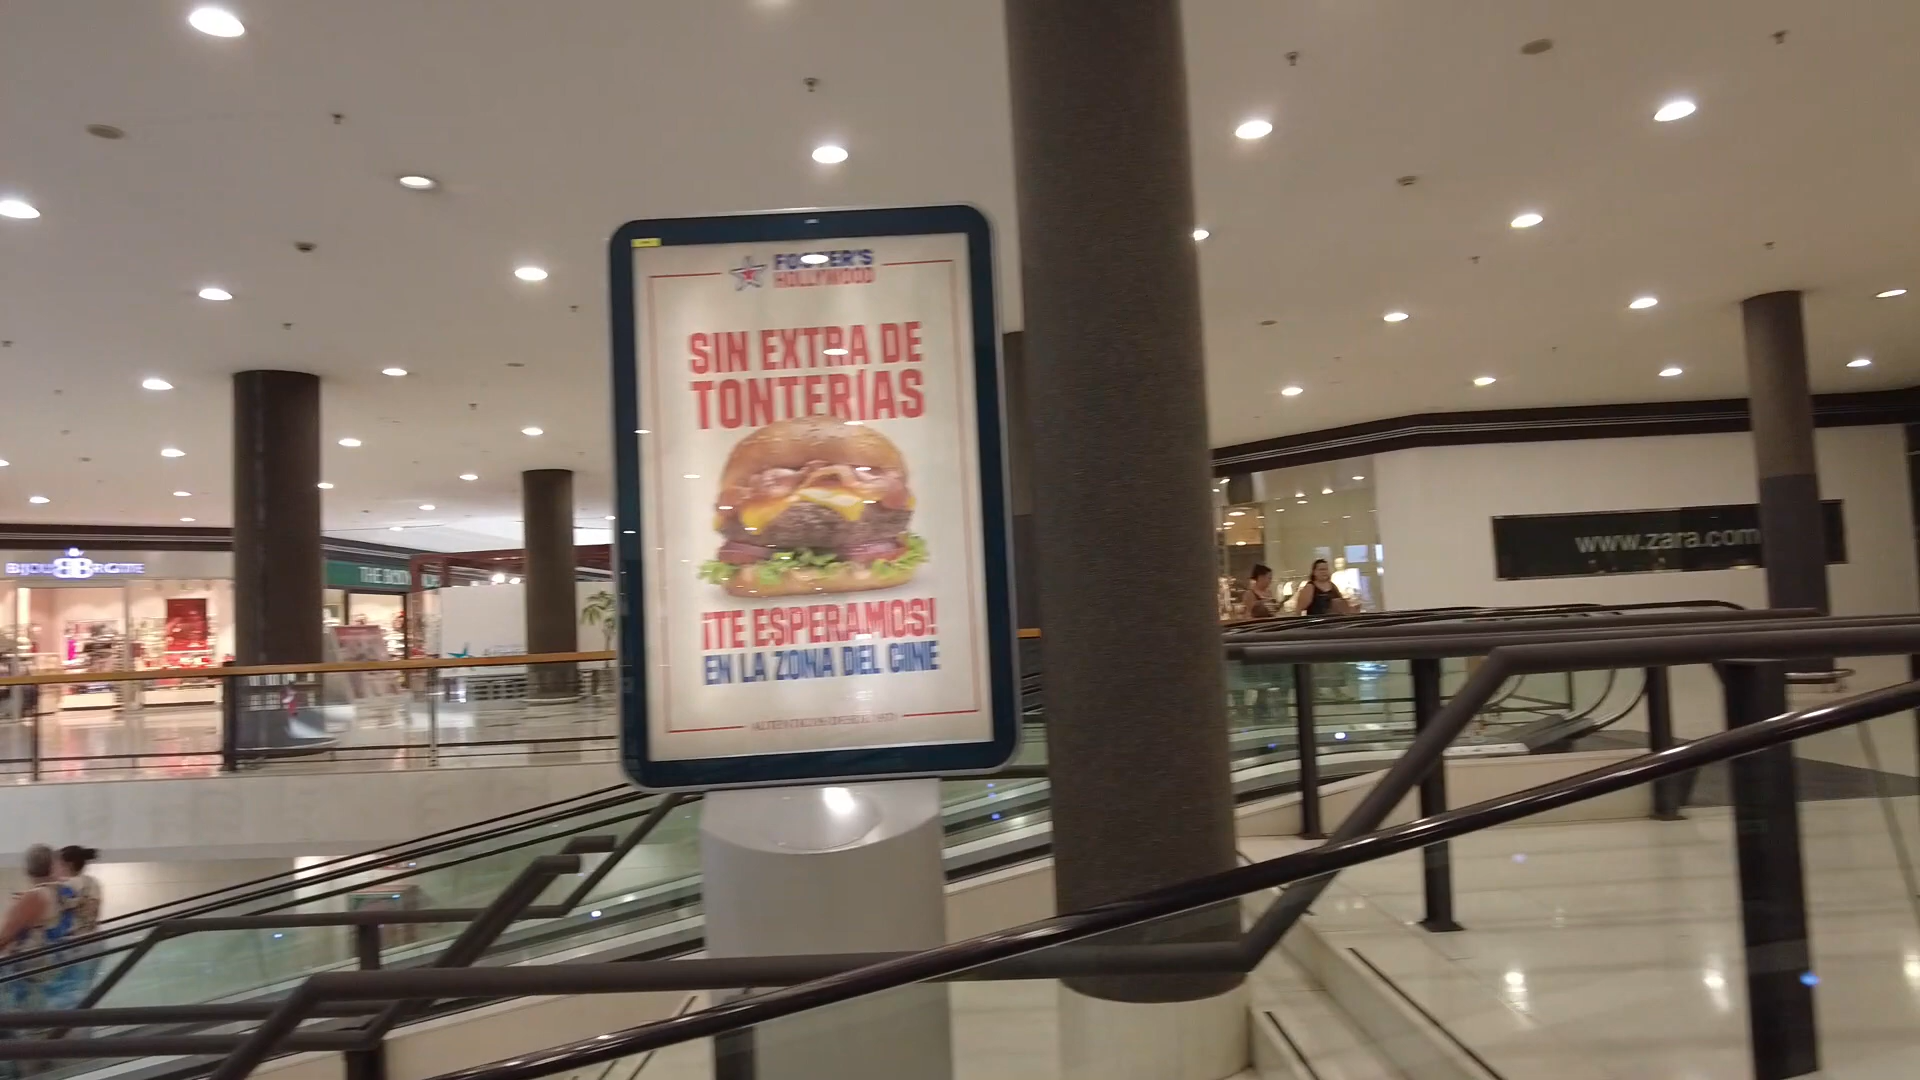 FOSTER'S
HOLLYWOOD
SIN EXTRA DE
TONTERÍAS
¡TE ESPERAMOS!
EN LA ZONA DEL CINE
BIJOU BRIGITTE
THE BODY SHOP
www.zara.com